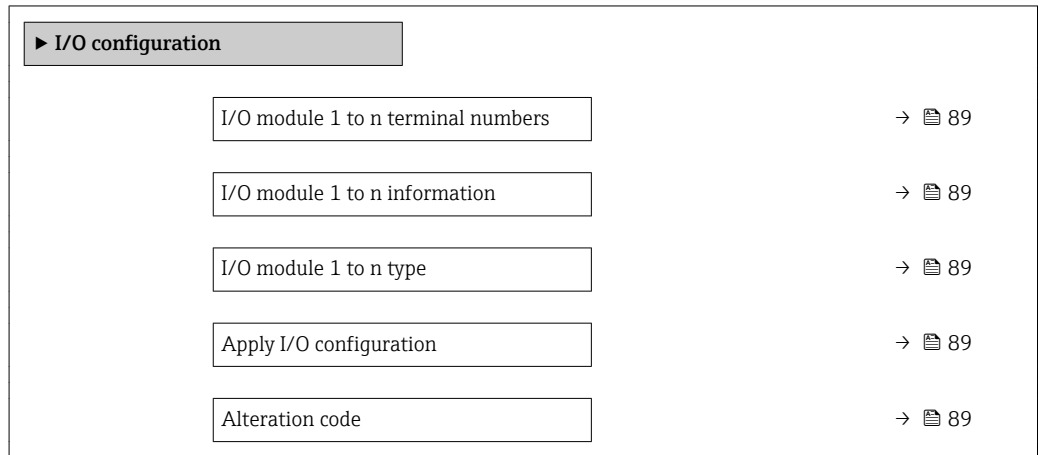 ► I/O configuration
I/O module 1 to n terminal numbers → 89
I/O module 1 to n information → 89
I/O module 1 to n type → 89
Apply I/O configuration → 89
Alteration code → 89